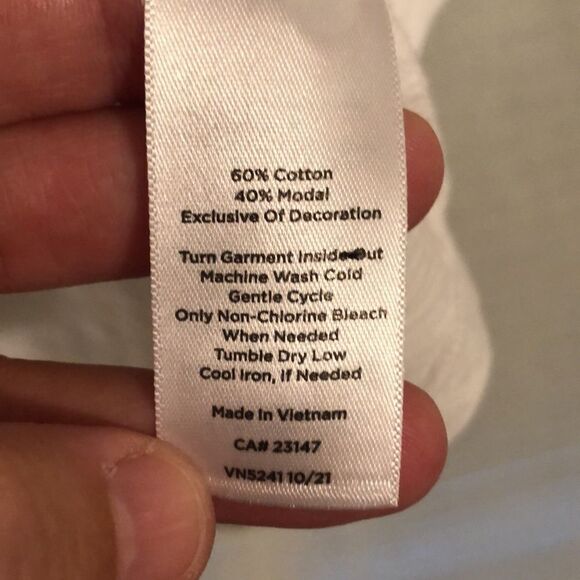 60% Cotton
40% Modal
Exclusive Of Decoration
Turn Garment Inside Out
Machine Wash Cold
Gentle Cycle
Only Non-Chlorine Bleach
When Needed
Tumble Dry Low
Cool Iron, If Needed
Made In Vietnam
CA# 23147
VN5241 10/21